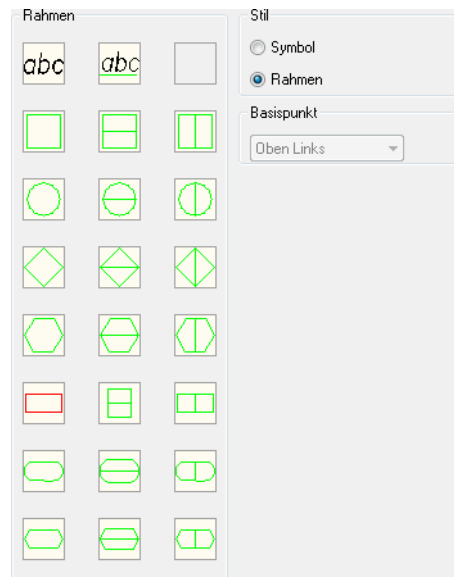 Rahmen
abc
abc
Stil
Symbol
Rahmen
Basispunkt
Oben Links